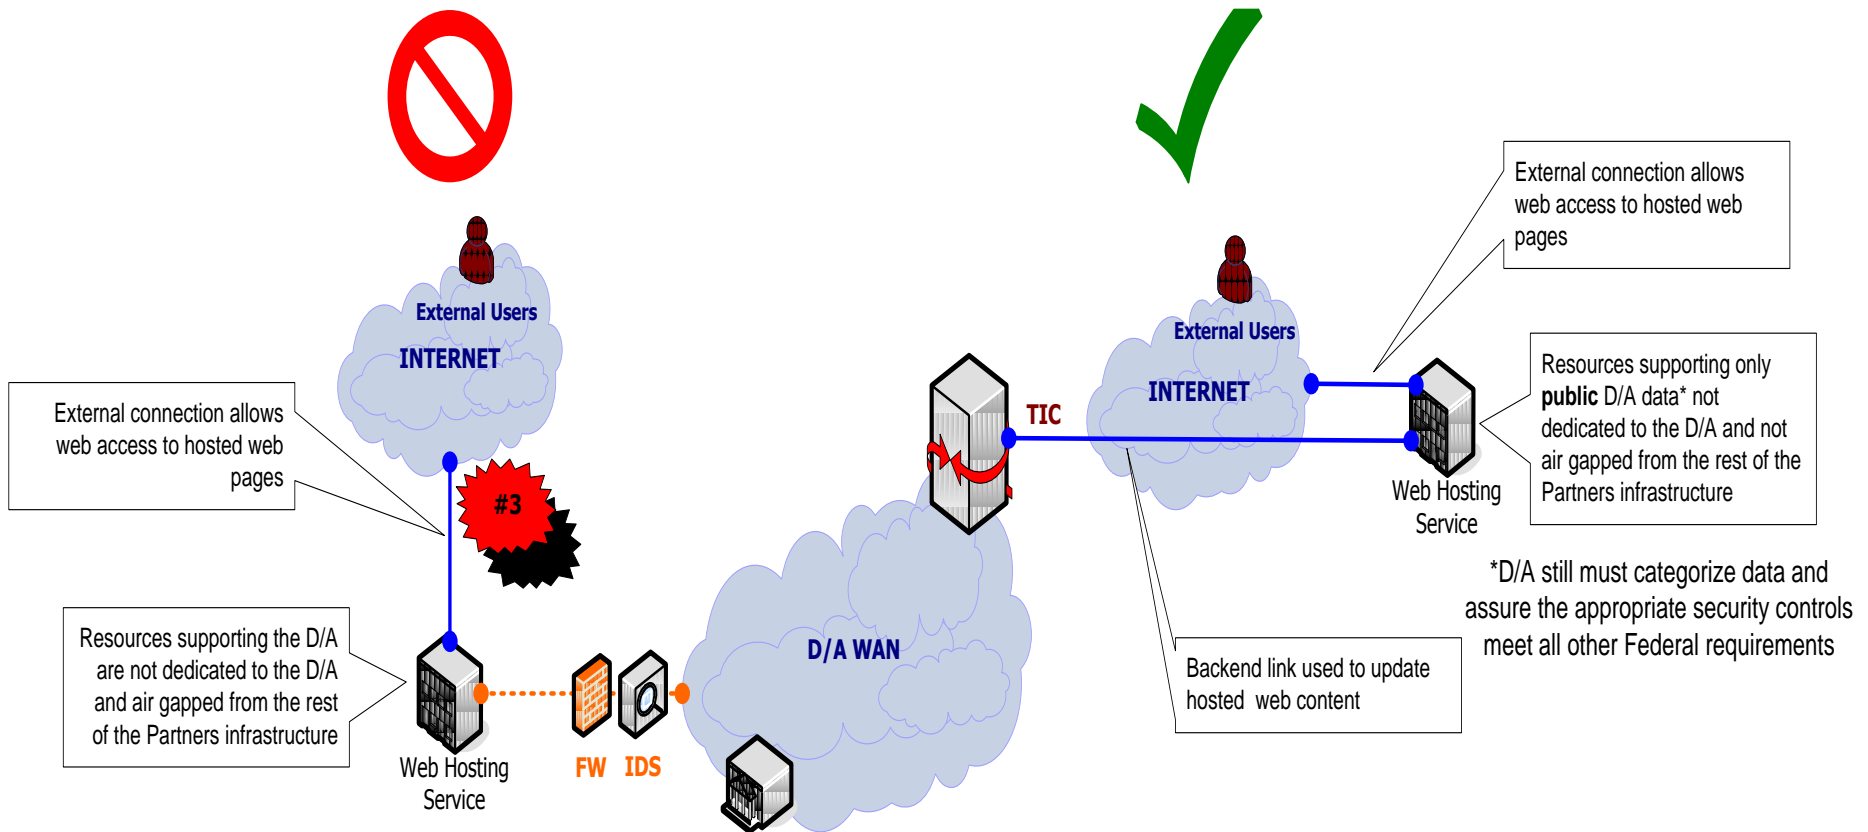 External Users
INTERNET
External connection allows
web access to hosted web
pages
#3
Resources supporting the D/A
are not dedicated to the D/A
and air gapped from the rest
of the Partners infrastructure
Web Hosting
Service
FW
IDS
D/A WAN
TIC
External Users
INTERNET
External connection allows
web access to hosted web
pages
Resources supporting only
public D/A data* not
dedicated to the D/A and not
air gapped from the rest of the
Partners infrastructure
Web Hosting
Service
*D/A still must categorize data and
assure the appropriate security controls
meet all other Federal requirements
Backend link used to update
hosted web content